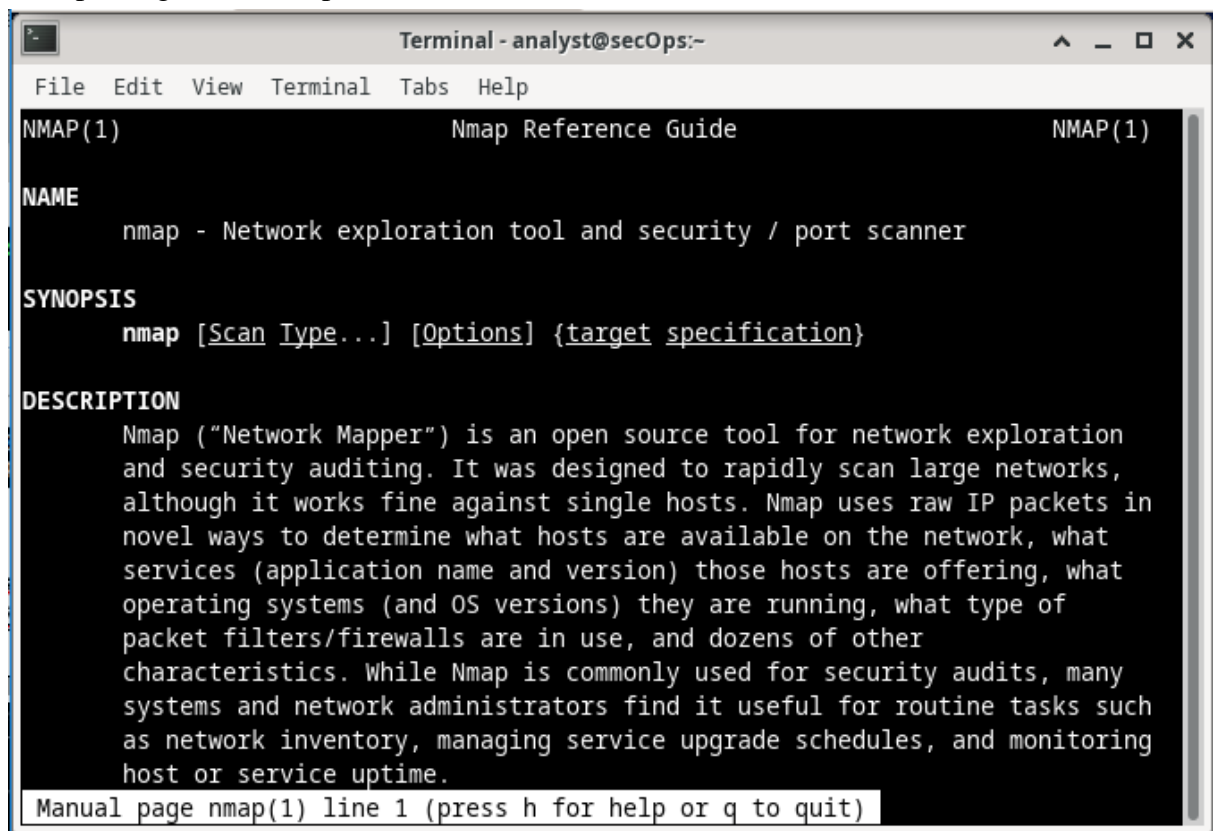 Terminal - analyst@secOps:~
File Edit View Terminal Tabs Help
NMAP(1) Nmap Reference Guide NMAP(1)
NAME
nmap - Network exploration tool and security / port scanner
SYNOPSIS
nmap [Scan Type...] [Options] {target specification}
DESCRIPTION
Nmap (“Network Mapper”) is an open source tool for network exploration
and security auditing. It was designed to rapidly scan large networks,
although it works fine against single hosts. Nmap uses raw IP packets in
novel ways to determine what hosts are available on the network, what
services (application name and version) those hosts are offering, what
operating systems (and OS versions) they are running, what type of
packet filters/firewalls are in use, and dozens of other
characteristics. While Nmap is commonly used for security audits, many
systems and network administrators find it useful for routine tasks such
as network inventory, managing service upgrade schedules, and monitoring
host or service uptime.
Manual page nmap(1) line 1 (press h for help or q to quit)